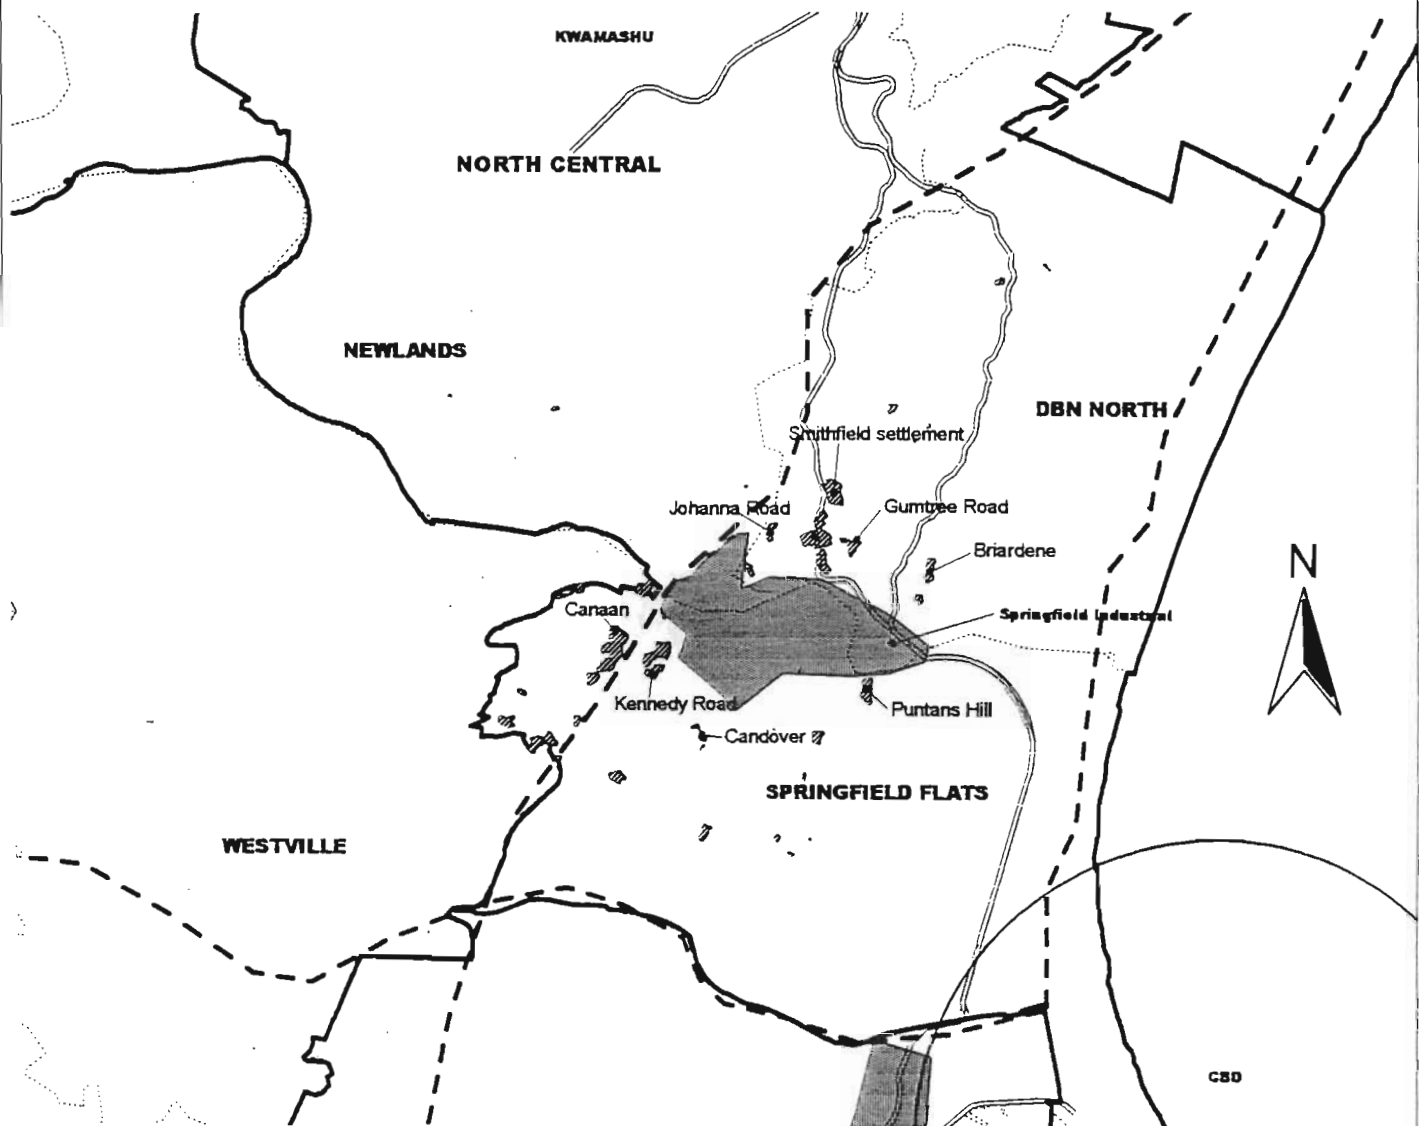 KWAMASHU
NORTH CENTRAL
NEWLANDS
DBN NORTH
Smithfield settlement
Johanna Road
Gumtree Road
Briardene
Canaan
Springfield Industrial
Kennedy Road
Puntans Hill
Candover
SPRINGFIELD FLATS
WESTVILLE
N
CBD